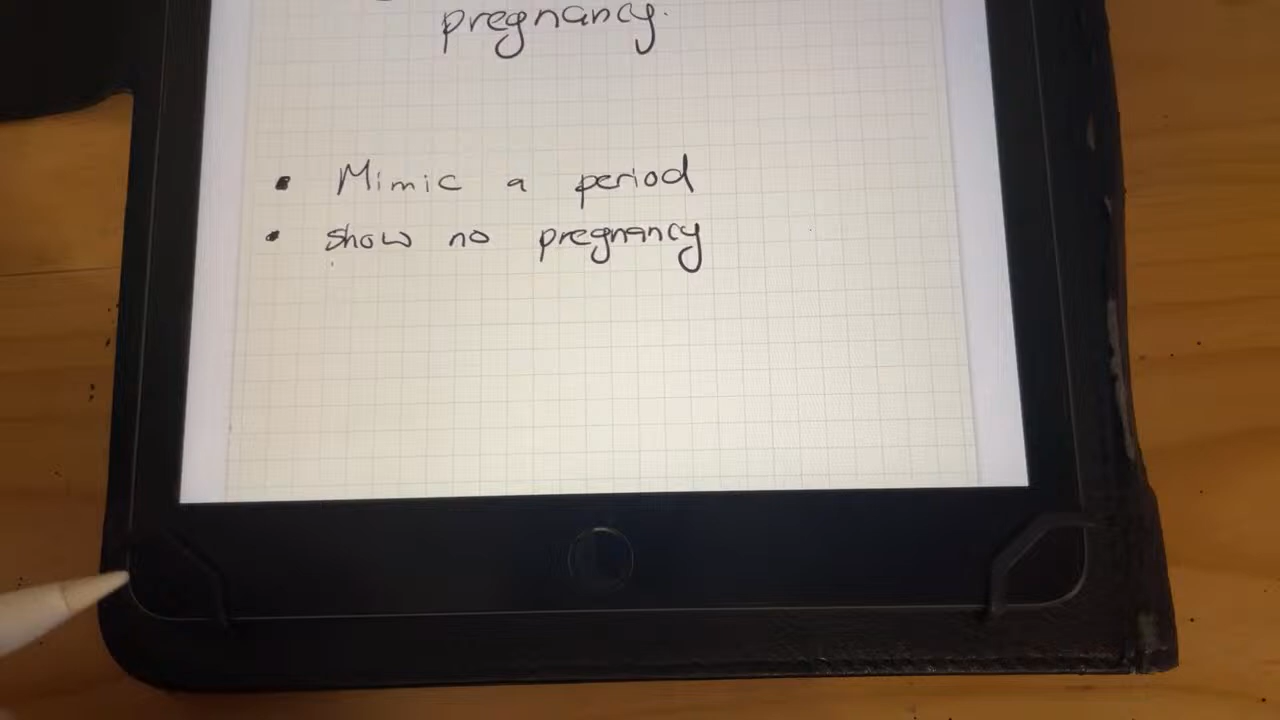 pregnancy.
• Mimic a period
• show no pregnancy